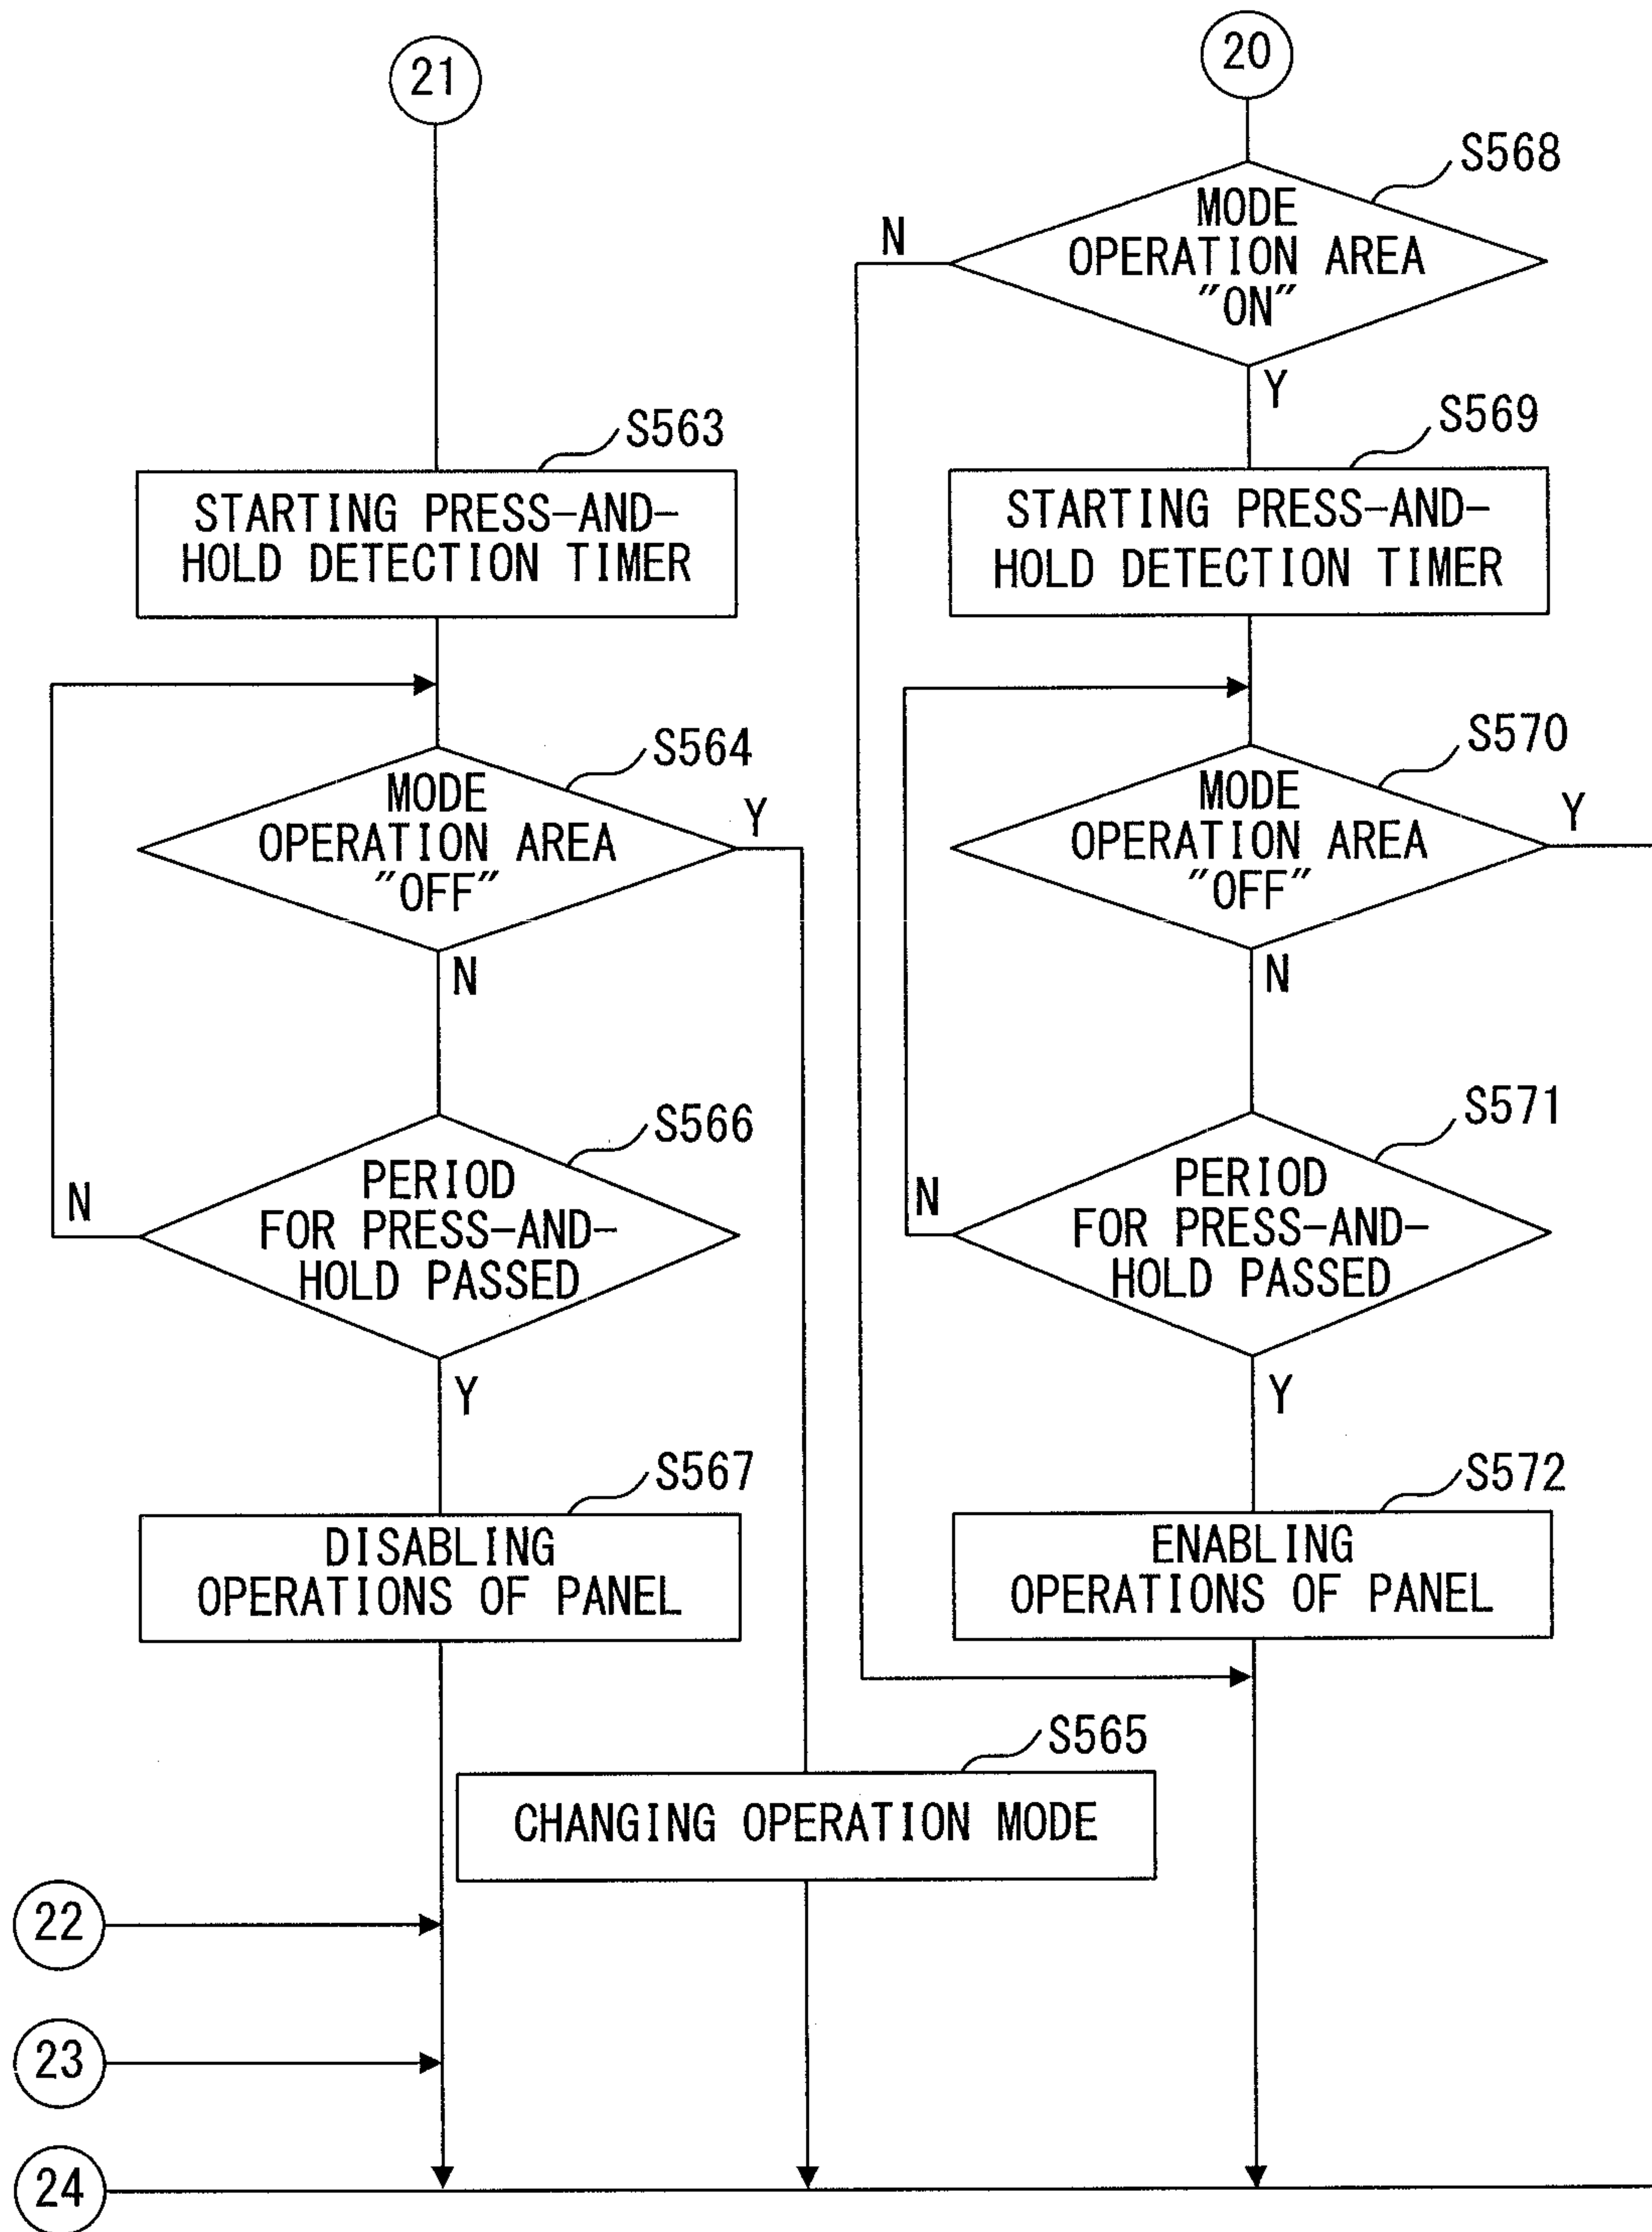 21
20
S568
MODE
OPERATION AREA
"ON"
N
Y
S563
STARTING PRESS-AND-
HOLD DETECTION TIMER
S569
STARTING PRESS-AND-
HOLD DETECTION TIMER
S564
MODE
OPERATION AREA
"OFF"
Y
N
S570
MODE
OPERATION AREA
"OFF"
Y
N
S566
PERIOD
FOR PRESS-AND-
HOLD PASSED
N
Y
S571
PERIOD
FOR PRESS-AND-
HOLD PASSED
N
Y
S567
DISABLING
OPERATIONS OF PANEL
S572
ENABLING
OPERATIONS OF PANEL
S565
CHANGING OPERATION MODE
22
23
24